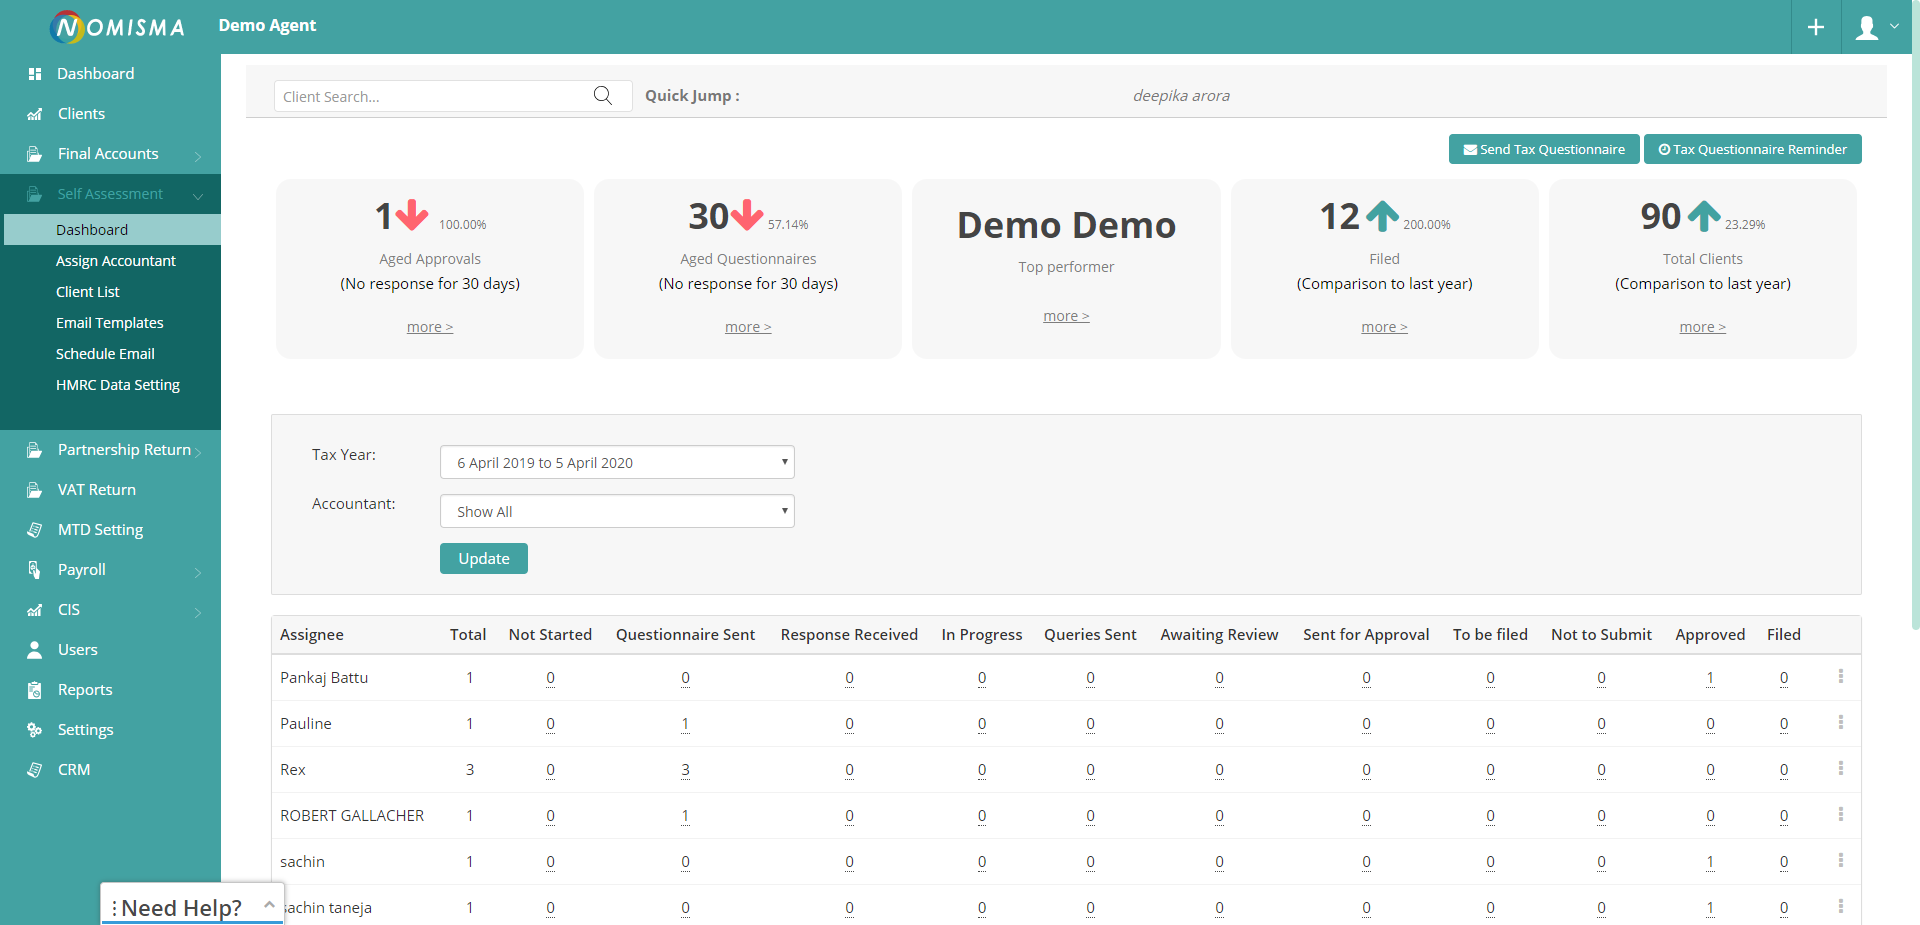 NOMISMA
Demo Agent
Dashboard
Clients
Final Accounts
Self Assessment
Dashboard
Assign Accountant
Client List
Email Templates
Schedule Email
HMRC Data Setting
Partnership Return
VAT Return
MTD Setting
Payroll
CIS
Users
Reports
Settings
CRM
Need Help?
Client Search...
Quick Jump :
deepika arora
Send Tax Questionnaire
Tax Questionnaire Reminder
1 100.00%
Aged Approvals
(No response for 30 days)
more >
30 57.14%
Aged Questionnaires
(No response for 30 days)
more >
Demo Demo
Top performer
more >
12 200.00%
Filed
(Comparison to last year)
more >
90 23.29%
Total Clients
(Comparison to last year)
more >
Tax Year: 6 April 2019 to 5 April 2020
Accountant: Show All
Update
Assignee Total Not Started Questionnaire Sent Response Received In Progress Queries Sent Awaiting Review Sent for Approval To be filed Not to Submit Approved Filed
Pankaj Battu 1 0 0 0 0 0 0 0 0 0 1 0
Pauline 1 0 1 0 0 0 0 0 0 0 0 0
Rex 3 0 3 0 0 0 0 0 0 0 0 0
ROBERT GALLACHER 1 0 1 0 0 0 0 0 0 0 0 0
sachin 1 0 0 0 0 0 0 0 0 0 1 0
sachin taneja 1 0 0 0 0 0 0 0 0 0 1 0